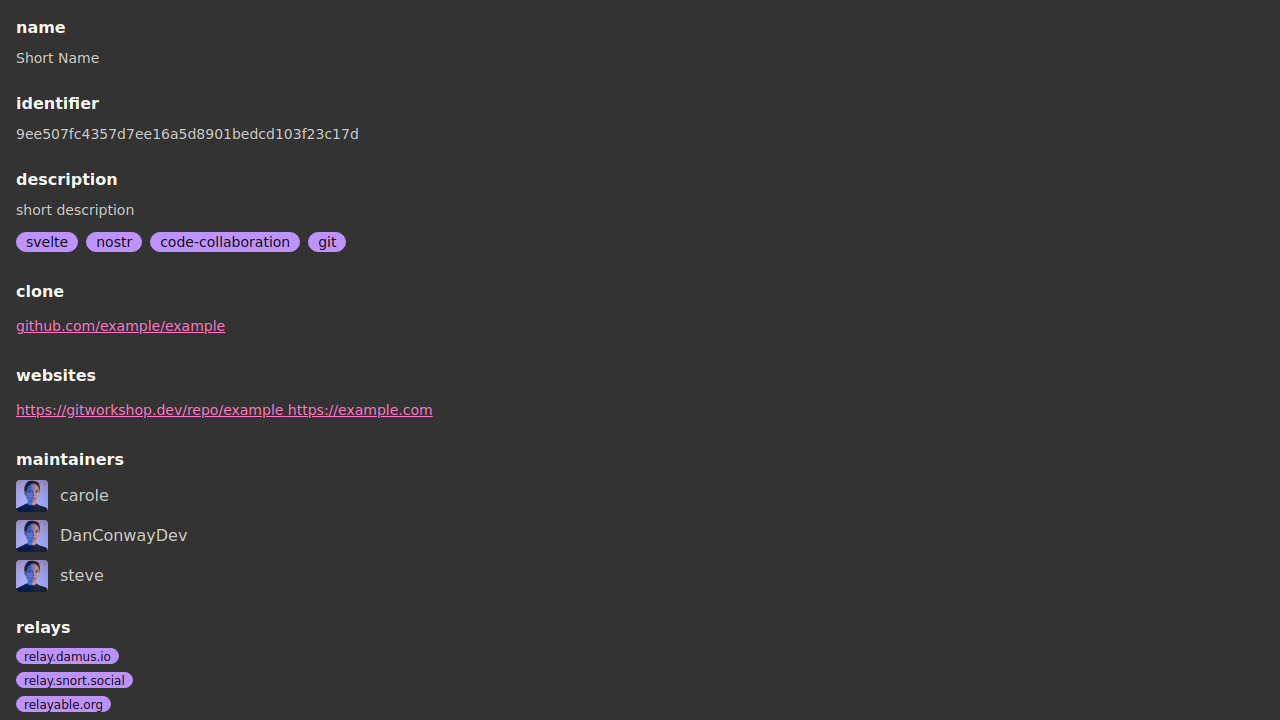 name
Short Name
identifier
9ee507fc4357d7ee16a5d8901bedcd103f23c17d
description
short description
svelte nostr code-collaboration git
clone
github.com/example/example
websites
https://gitworkshop.dev/repo/example https://example.com
maintainers
carole
DanConwayDev
steve
relays
relay.damus.io
relay.snort.social
relayable.org